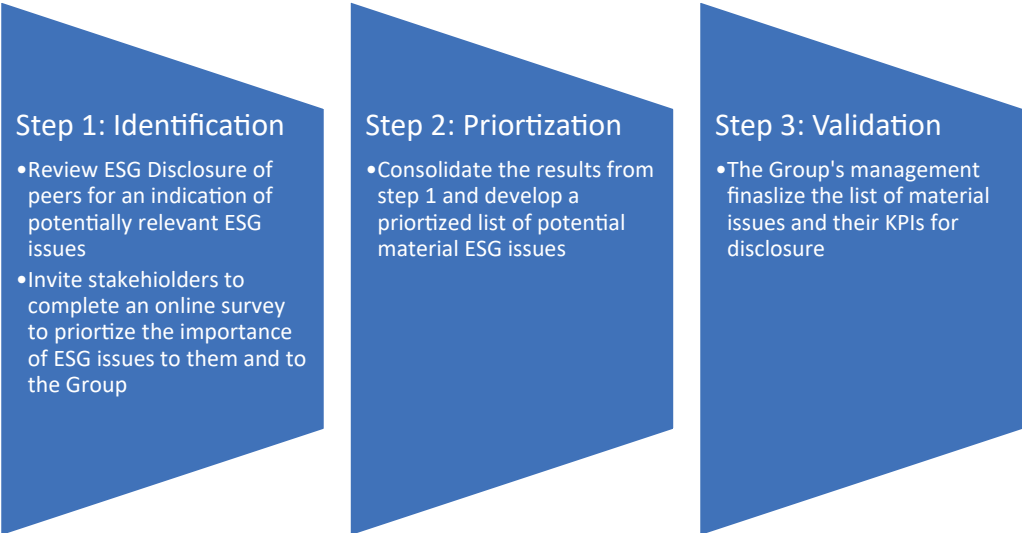 Step 1: Identification
•Review ESG Disclosure of
peers for an indication of
potentially relevant ESG
issues
•Invite stakehiolders to
complete an online survey
to priortize the importance
of ESG issues to them and to
the Group
Step 2: Priortization
•Consolidate the results from
step 1 and develop a
priortized list of potential
material ESG issues
Step 3: Validation
•The Group's management
finaslize the list of material
issues and their KPIs for
disclosure